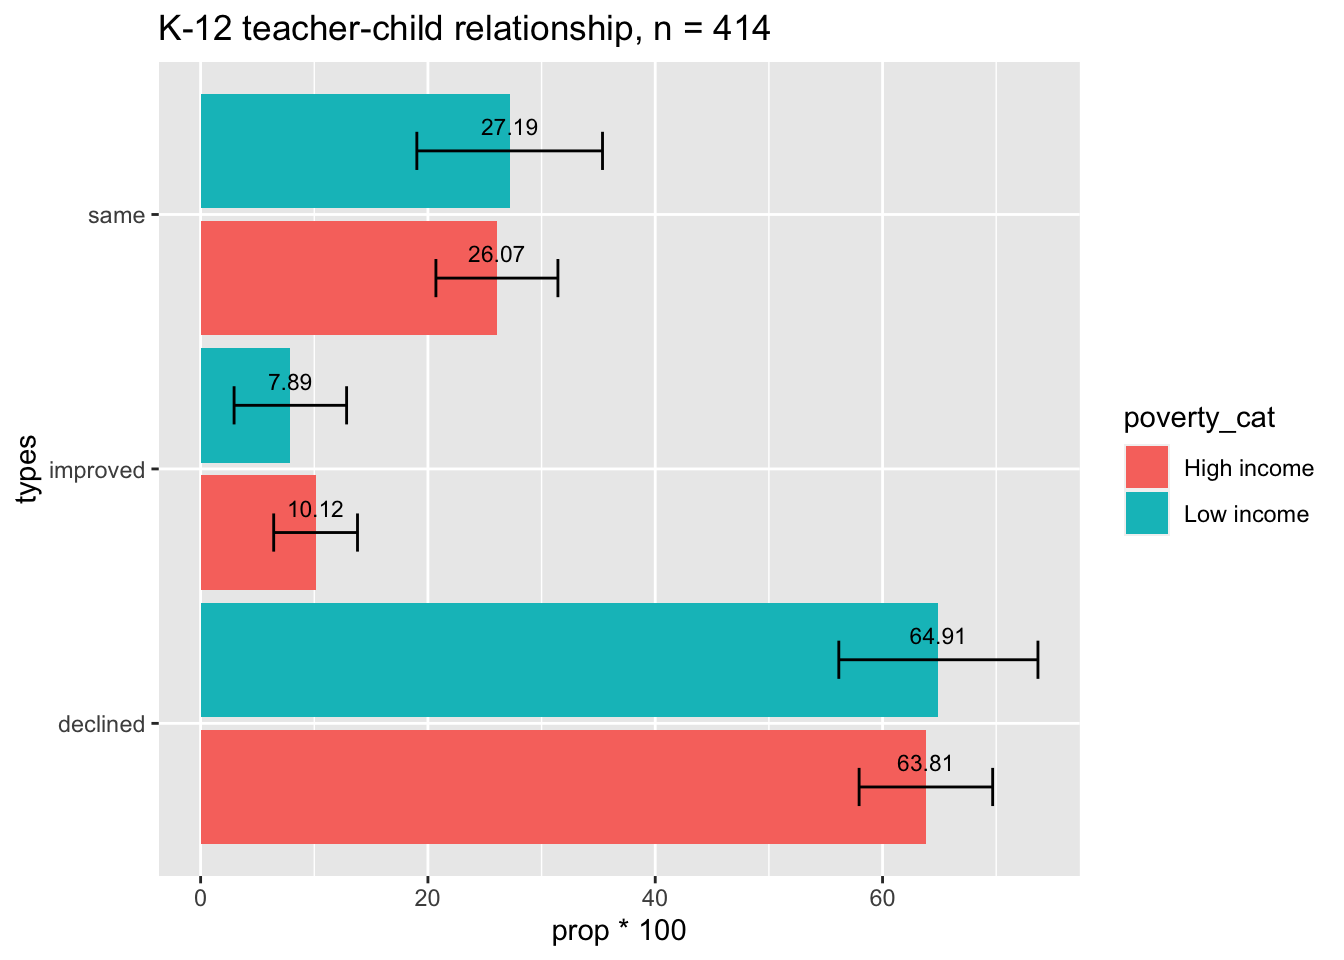 K-12 teacher-child relationship, n = 414
27.19
same
26.07
7.89
types
improved
10.12
64.91
declined
63.81
0 20 40 60
prop * 100
poverty_cat
High income
Low income